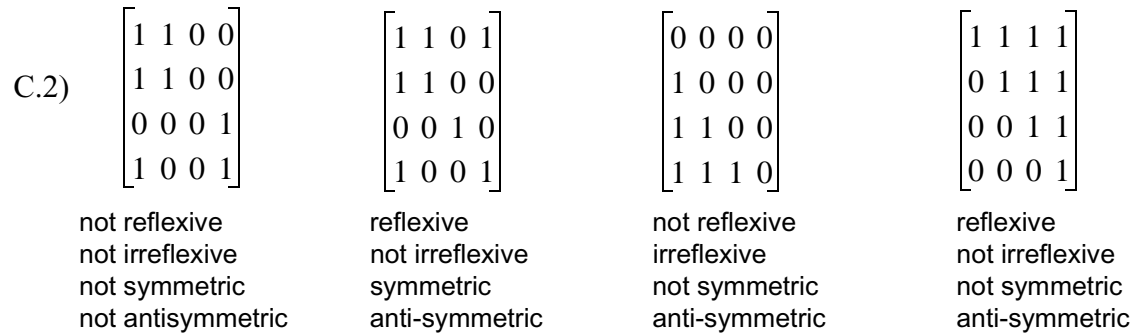 C.2)
1 1 0 0
1 1 0 0
0 0 0 1
1 0 0 1
not reflexive
not irreflexive
not symmetric
not antisymmetric
1 1 0 1
1 1 0 0
0 0 1 0
1 0 0 1
reflexive
not irreflexive
symmetric
anti-symmetric
0 0 0 0
1 0 0 0
1 1 0 0
1 1 1 0
not reflexive
irreflexive
not symmetric
anti-symmetric
1 1 1 1
0 1 1 1
0 0 1 1
0 0 0 1
reflexive
not irreflexive
not symmetric
anti-symmetric